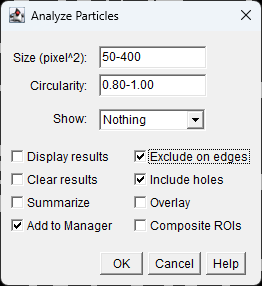 Analyze Particles
Size (pixel^2): 50-400
Circularity: 0.80-1.00
Show: Nothing
Display results Exclude on edges
Clear results Include holes
Summarize Overlay
Add to Manager Composite ROIs
OK Cancel Help